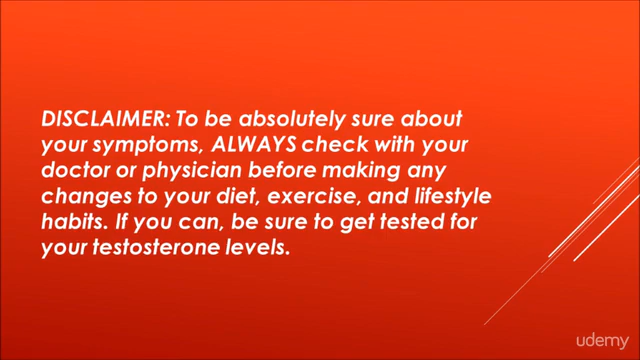 DISCLAIMER: To be absolutely sure about
your symptoms, ALWAYS check with your
doctor or physician before making any
changes to your diet, exercise, and lifestyle
habits. If you can, be sure to get tested for
your testosterone levels.
udemy